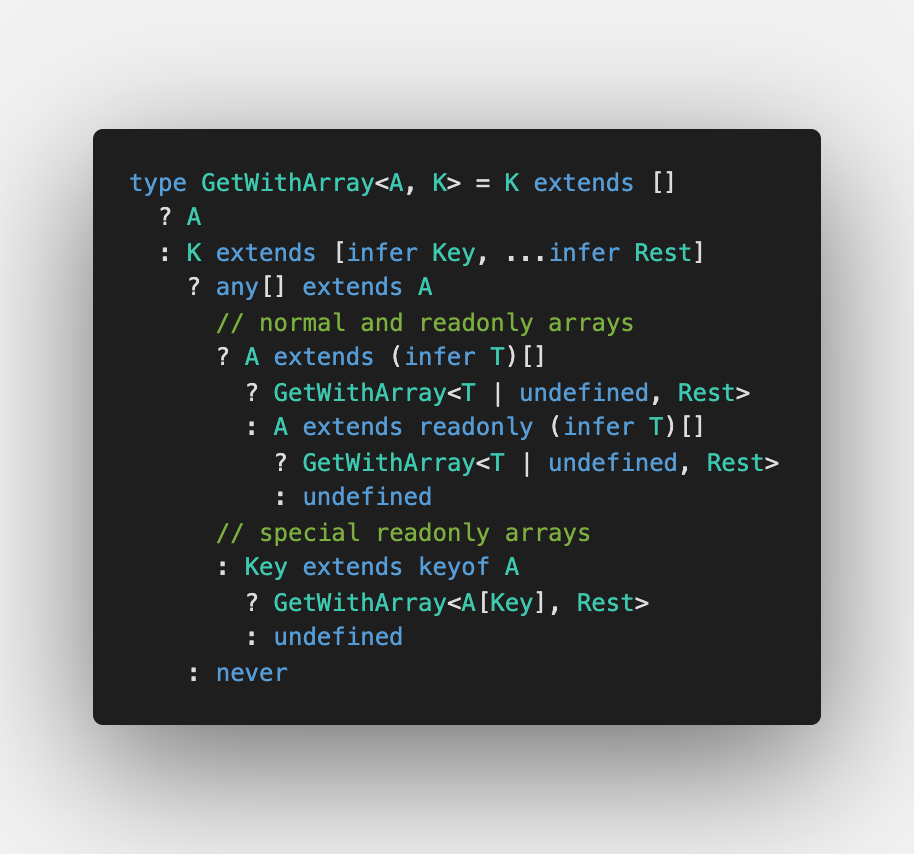 type GetWithArray<A, K> = K extends []
  ? A
  : K extends [infer Key, ...infer Rest]
    ? any[] extends A
      // normal and readonly arrays
      ? A extends (infer T)[]
        ? GetWithArray<T | undefined, Rest>
        : A extends readonly (infer T)[]
          ? GetWithArray<T | undefined, Rest>
          : undefined
      // special readonly arrays
      : Key extends keyof A
        ? GetWithArray<A[Key], Rest>
        : undefined
    : never